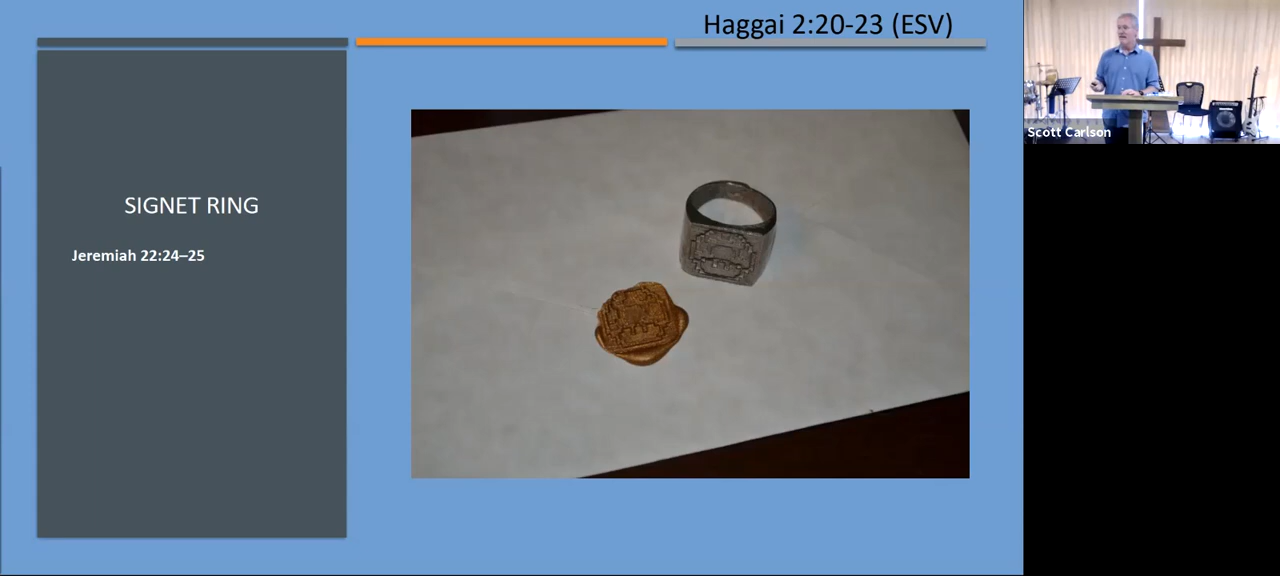 Haggai 2:20-23 (ESV)
SIGNET RING
Jeremiah 22:24–25
Scott Carlson